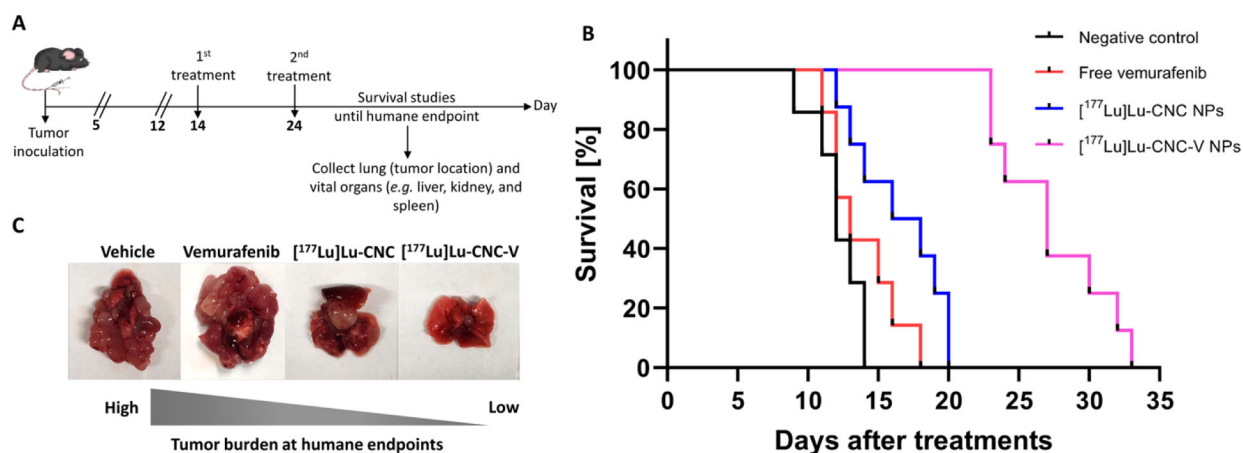 A
1st
treatment
2nd
treatment
Survival studies
until humane endpoint
Day
5
12
14
24
Tumor
inoculation
Collect lung (tumor location) and
vital organs (e.g. liver, kidney, and
spleen)
C
Vehicle
Vemurafenib
[177Lu]Lu-CNC
[177Lu]Lu-CNC-V
High
Low
Tumor burden at humane endpoints
B
Negative control
Free vemurafenib
[177Lu]Lu-CNC NPs
[177Lu]Lu-CNC-V NPs
Survival [%]
100
80
60
40
20
0
0
5
10
15
20
25
30
35
Days after treatments